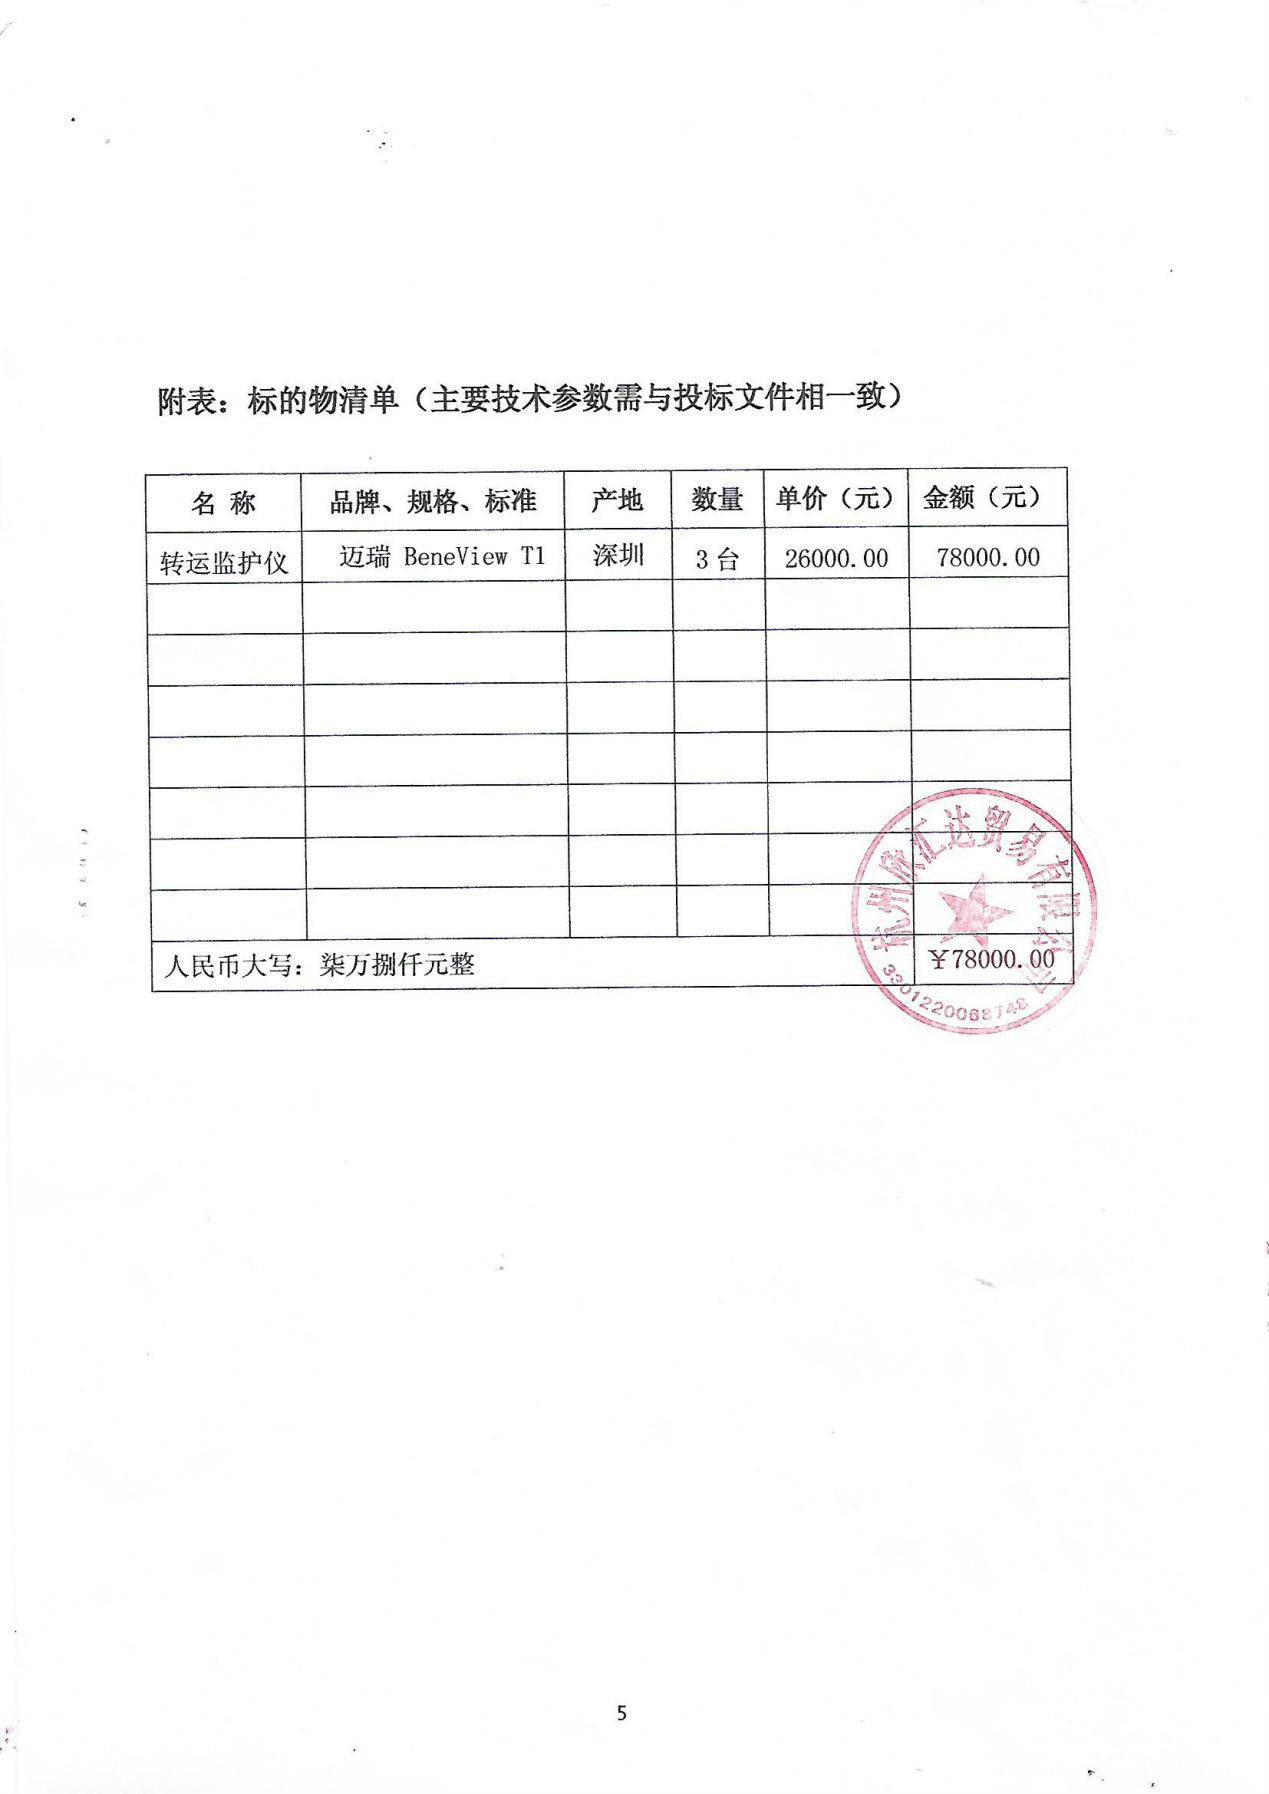 附表：标的物清单（主要技术参数需与投标文件相一致）
名 称 品牌、规格、标准 产地 数量 单价（元） 金额（元）
转运监护仪 迈瑞 BeneView T1 深圳 3 台 26000.00 78000.00
杭州欣汇达贸易有限公司
人民币大写：柒万捌仟元整 ￥78000.00
3301220068748
5